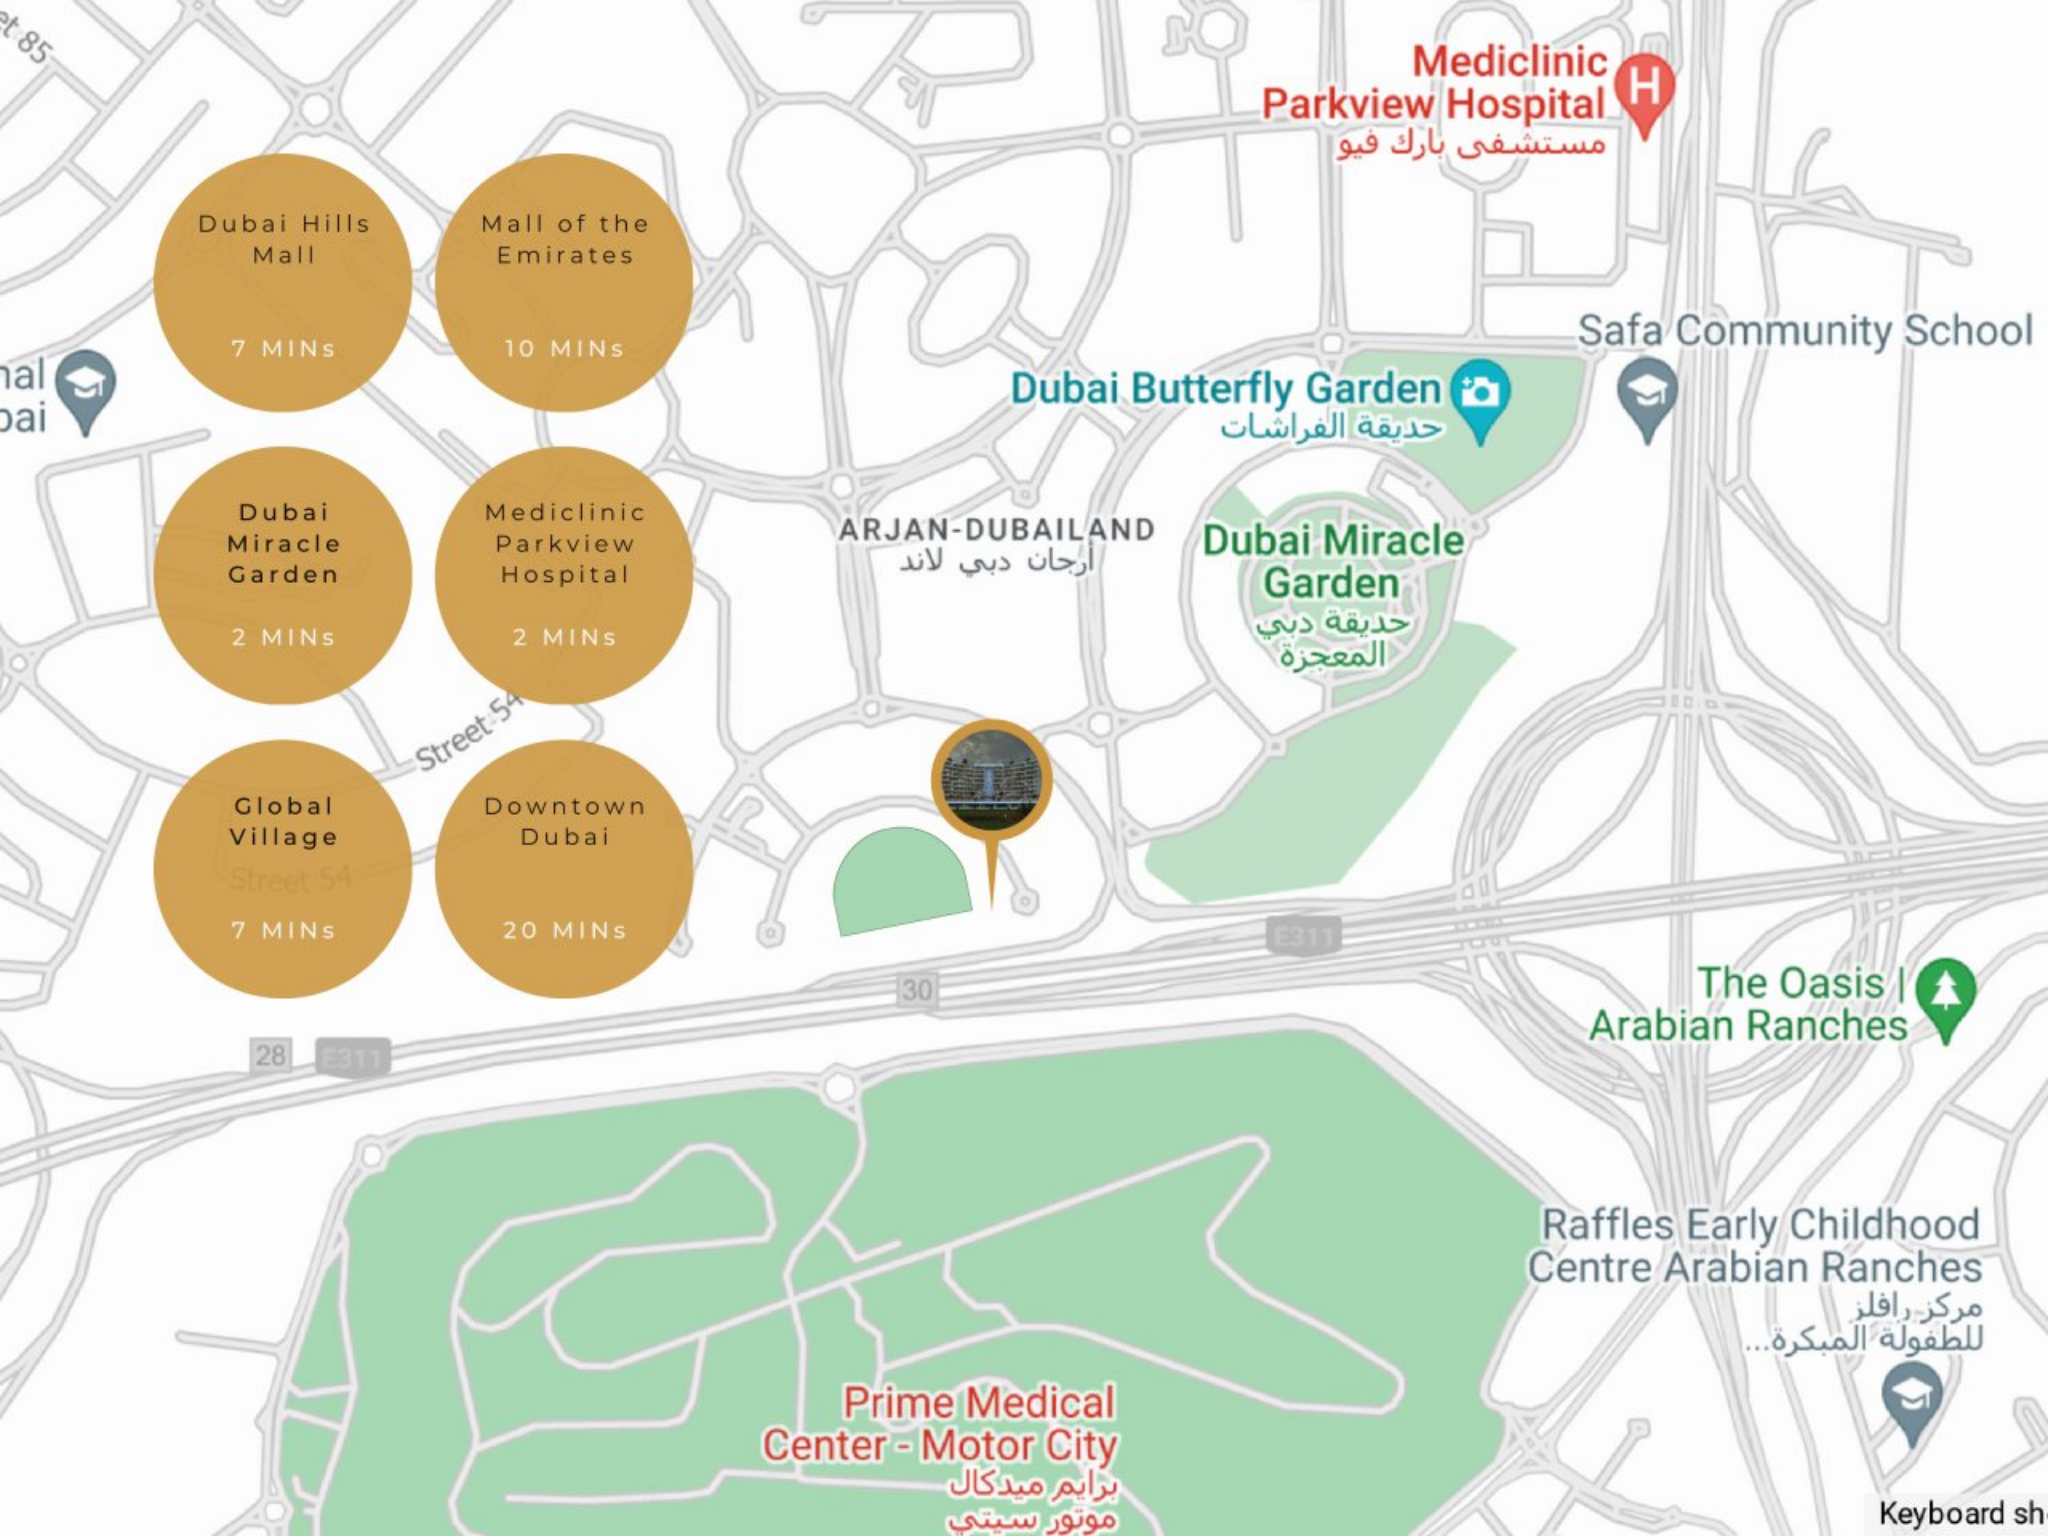 Mediclinic
Parkview Hospital
مستشفى بارك فيو
H
Dubai Hills
Mall
7 MINs
Mall of the
Emirates
10 MINs
Safa Community School
Dubai Butterfly Garden
حديقة الفراشات
Dubai
Miracle
Garden
2 MINs
Mediclinic
Parkview
Hospital
2 MINs
ARJAN-DUBAILAND
أرجان دبي لاند
Dubai Miracle
Garden
حديقة دبي
المعجزة
Street 54
Global
Village
Street 54
7 MINs
Downtown
Dubai
20 MINs
E311
30
28
E311
The Oasis |
Arabian Ranches
Raffles Early Childhood
Centre Arabian Ranches
مركز رافلز
للطفولة المبكرة...
Prime Medical
Center - Motor City
برايم ميدكال
موتور سيتي
Keyboard